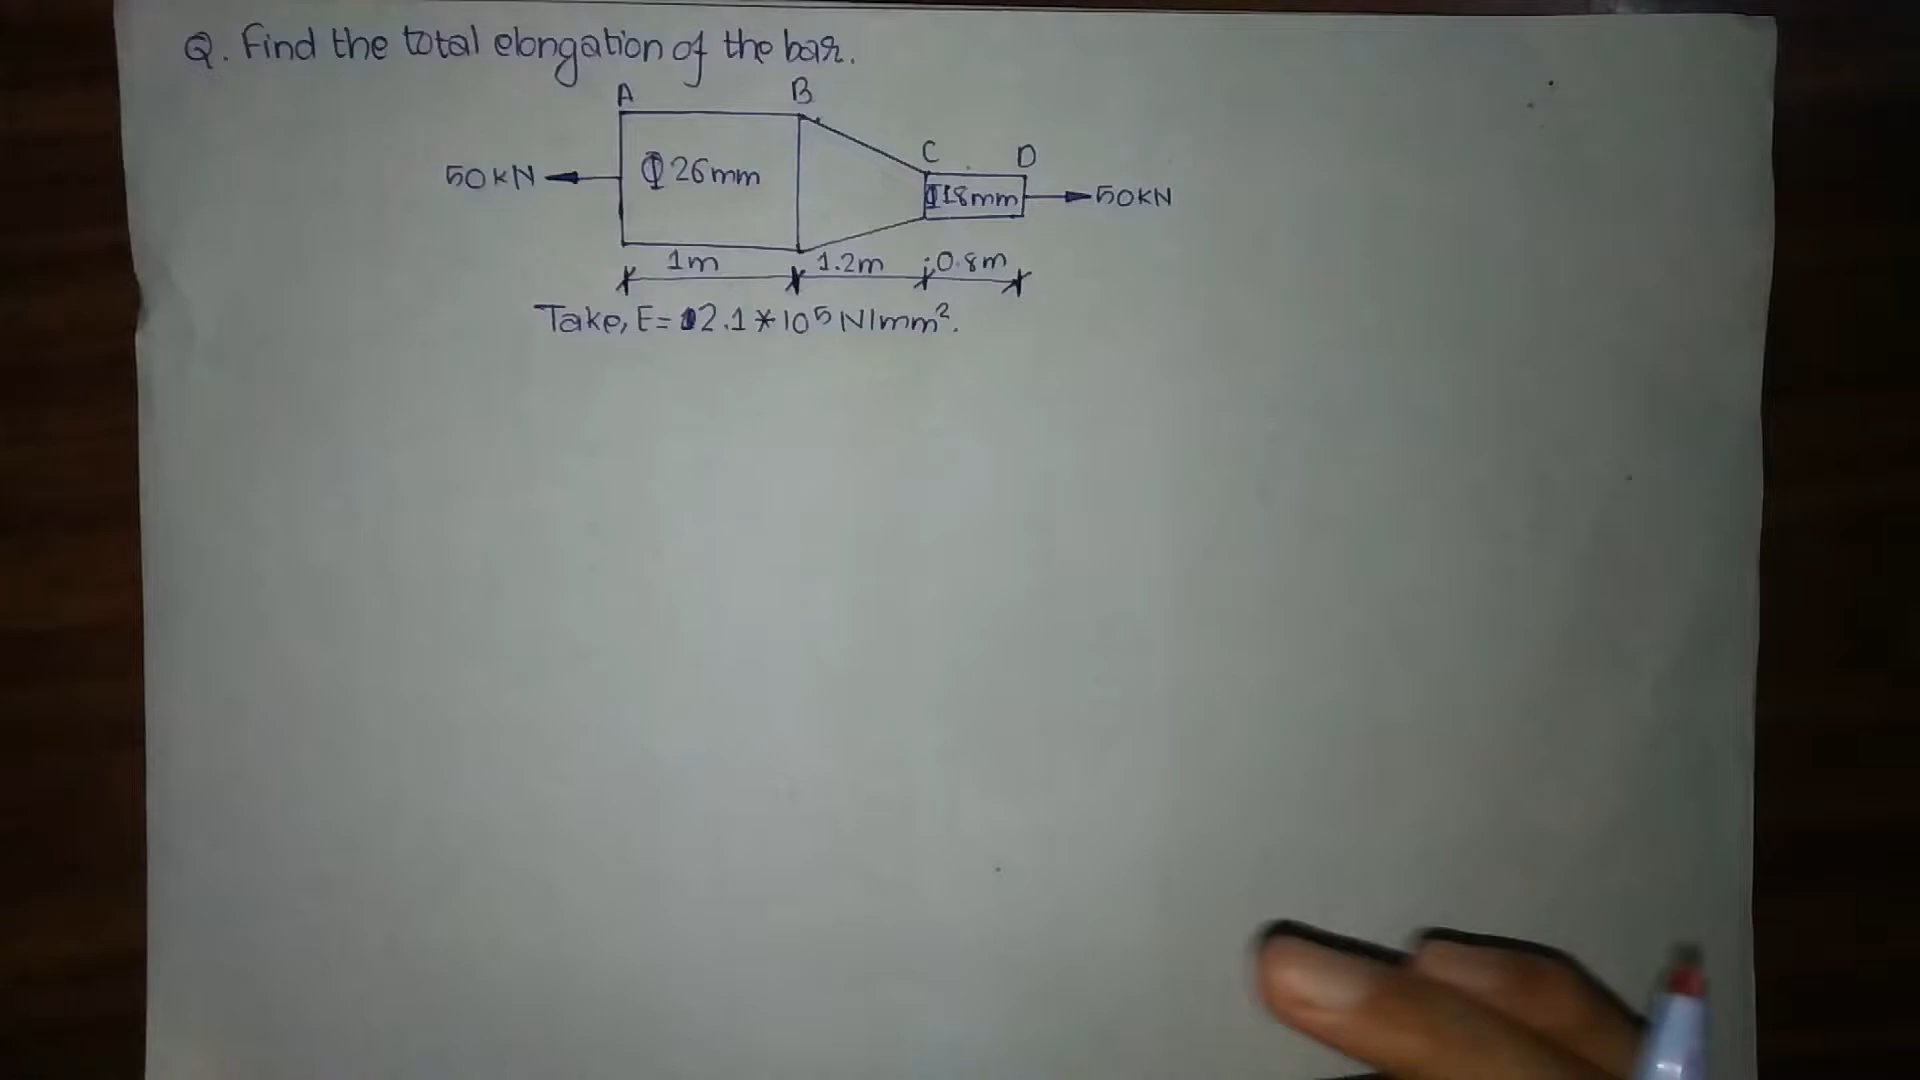 Q. Find the total elongation of the bar.
A B
C D
50KN Φ26mm Φ18mm 50KN
1m 1.2m 0.8m
Take, E= 2.1*10⁵ N/mm².